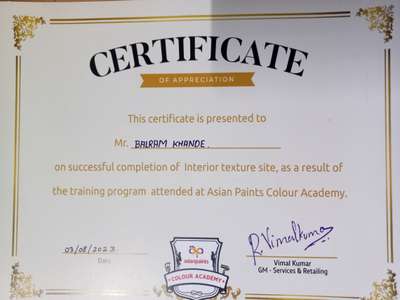 CERTIFICATE
OF APPRECIATION
This certificate is presented to
Mr. BALRAM KHANDE.
on successful completion of Interior texture site, as a result of
the training program attended at Asian Paints Colour Academy.
03/08/2023
Date
asianpaints
COLOUR ACADEMY
R. Vimalkumar
Vimal Kumar
GM - Services & Retailing